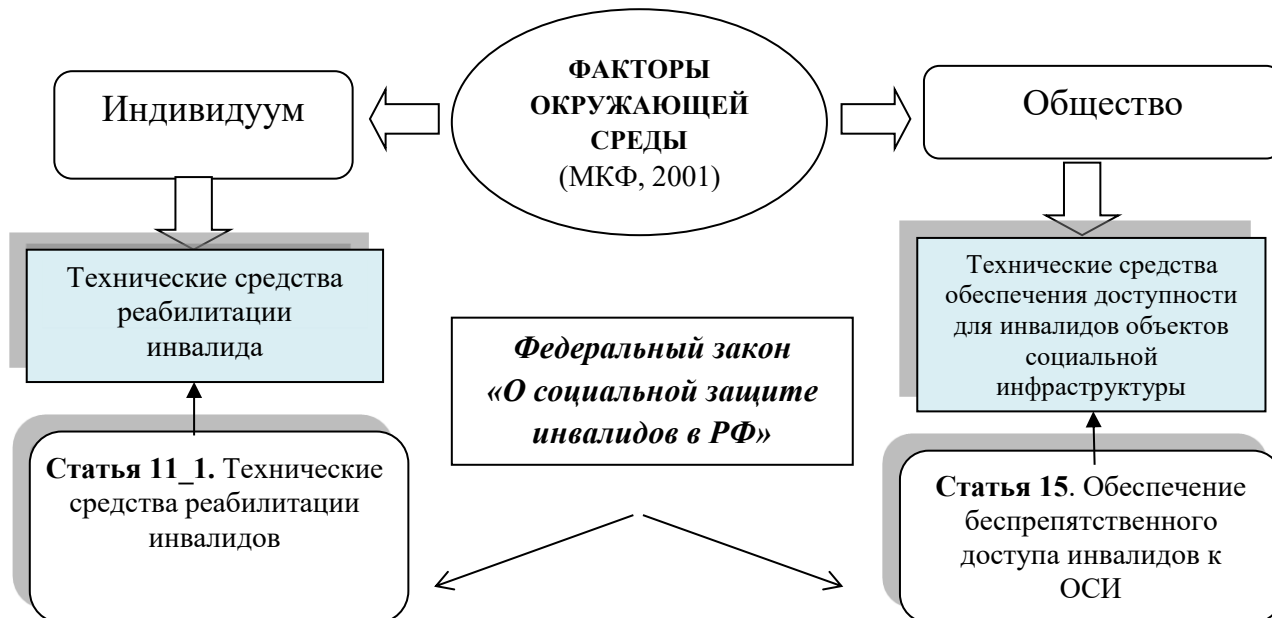 ФАКТОРЫ
ОКРУЖАЮЩЕЙ
СРЕДЫ
(МКФ, 2001)
Индивидуум
Общество
Технические средства
реабилитации
инвалида
Технические средства
обеспечения доступности
для инвалидов объектов
социальной
инфраструктуры
Федеральный закон
«О социальной защите
инвалидов в РФ»
Статья 11_1. Технические
средства реабилитации
инвалидов
Статья 15. Обеспечение
беспрепятственного
доступа инвалидов к
ОСИ